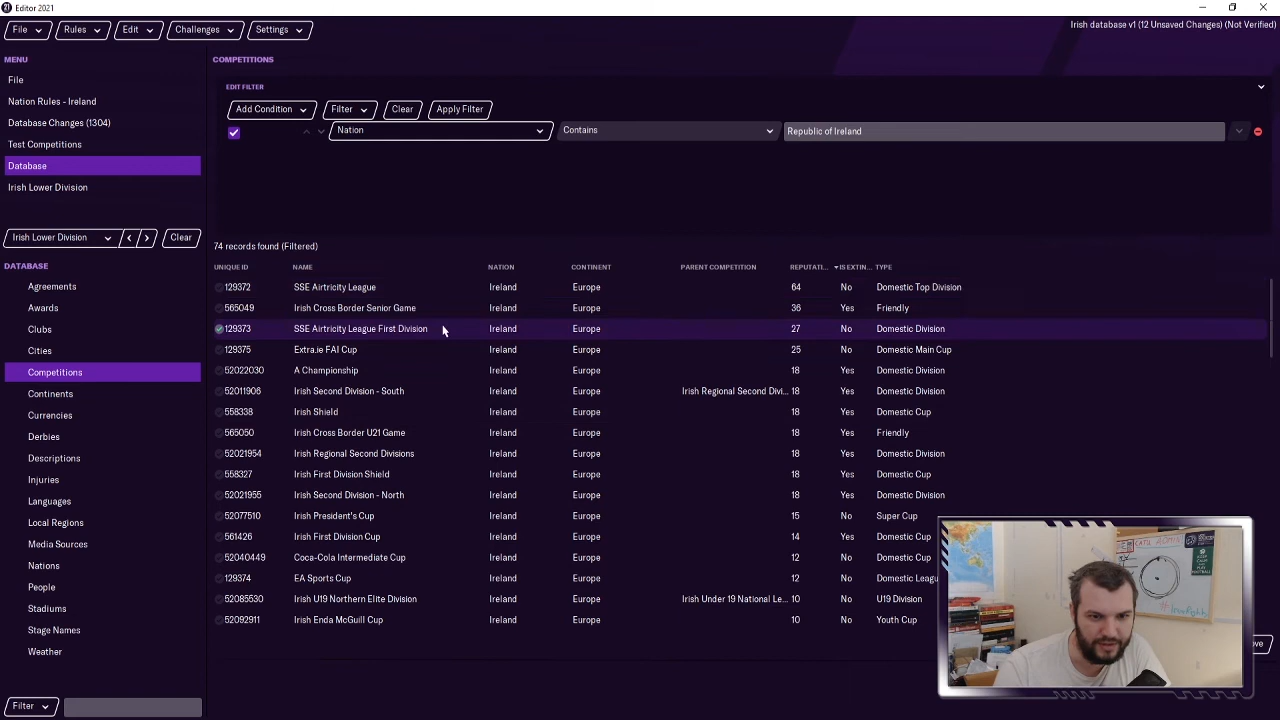 Editor 2021
File Rules Edit Challenges Settings
Irish database v1 (12 Unsaved Changes) (Not Verified)
MENU
File
Nation Rules - Ireland
Database Changes (1304)
Test Competitions
Database
Irish Lower Division
Irish Lower Division < > Clear
DATABASE
Agreements
Awards
Clubs
Cities
Competitions
Continents
Currencies
Derbies
Descriptions
Injuries
Languages
Local Regions
Media Sources
Nations
People
Stadiums
Stage Names
Weather
Filter
COMPETITIONS
EDIT FILTER
Add Condition Filter Clear Apply Filter
Nation Contains Republic of Ireland
74 records found (Filtered)
UNIQUE ID NAME NATION CONTINENT PARENT COMPETITION REPUTATI... IS EXTIN... TYPE
129372 SSE Airtricity League Ireland Europe 64 No Domestic Top Division
565049 Irish Cross Border Senior Game Ireland Europe 36 Yes Friendly
129373 SSE Airtricity League First Division Ireland Europe 27 No Domestic Division
129375 Extra.ie FAI Cup Ireland Europe 25 No Domestic Main Cup
52022030 A Championship Ireland Europe 18 Yes Domestic Division
52011906 Irish Second Division - South Ireland Europe Irish Regional Second Divi... 18 Yes Domestic Division
558338 Irish Shield Ireland Europe 18 Yes Domestic Cup
565050 Irish Cross Border U21 Game Ireland Europe 18 Yes Friendly
52021954 Irish Regional Second Divisions Ireland Europe 18 Yes Domestic Division
558327 Irish First Division Shield Ireland Europe 18 Yes Domestic Cup
52021955 Irish Second Division - North Ireland Europe 18 Yes Domestic Division
52077510 Irish President's Cup Ireland Europe 15 No Super Cup
561426 Irish First Division Cup Ireland Europe 14 Yes Domestic Cup
52040449 Coca-Cola Intermediate Cup Ireland Europe 12 No Domestic Cup
129374 EA Sports Cup Ireland Europe 12 No Domestic Leagu
52085530 Irish U19 Northern Elite Division Ireland Europe Irish Under 19 National Le... 10 No U19 Division
52092911 Irish Enda McGuill Cup Ireland Europe 10 No Youth Cup